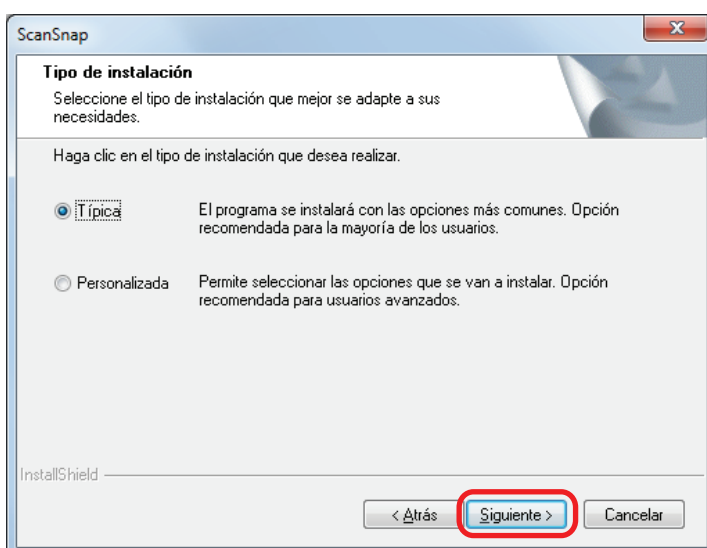 ScanSnap
Tipo de instalación
Seleccione el tipo de instalación que mejor se adapte a sus
necesidades.
Haga clic en el tipo de instalación que desea realizar.
Típica
El programa se instalará con las opciones más comunes. Opción
recomendada para la mayoría de los usuarios.
Personalizada
Permite seleccionar las opciones que se van a instalar. Opción
recomendada para usuarios avanzados.
InstallShield
< Atrás Siguiente > Cancelar